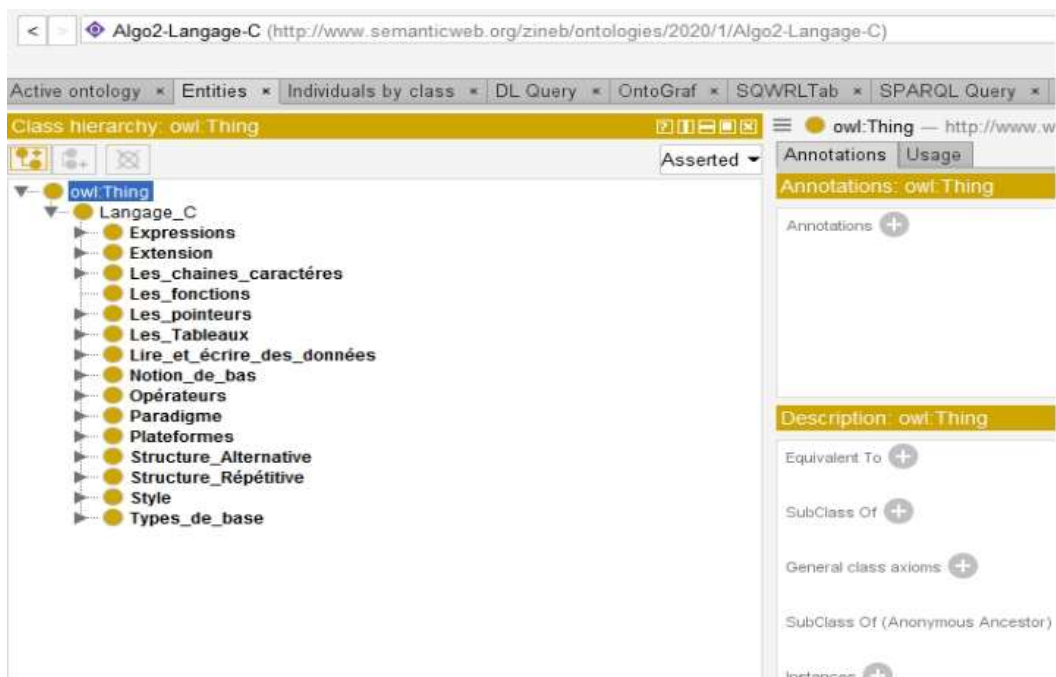 < > Algo2-Langage-C (http://www.semanticweb.org/zineb/ontologies/2020/1/Algo2-Langage-C)
Active ontology × Entities × Individuals by class × DL Query × OntoGraf × SQWRLTab × SPARQL Query ×
Class hierarchy: owl:Thing
Asserted
owl:Thing
Langage_C
Expressions
Extension
Les_chaines_caractéres
Les_fonctions
Les_pointeurs
Les_Tableaux
Lire_et_écrire_des_données
Notion_de_bas
Opérateurs
Paradigme
Plateformes
Structure_Alternative
Structure_Répétitive
Style
Types_de_base
owl:Thing — http://www.w
Annotations Usage
Annotations: owl:Thing
Annotations
Description: owl:Thing
Equivalent To
SubClass Of
General class axioms
SubClass Of (Anonymous Ancestor)
Instances